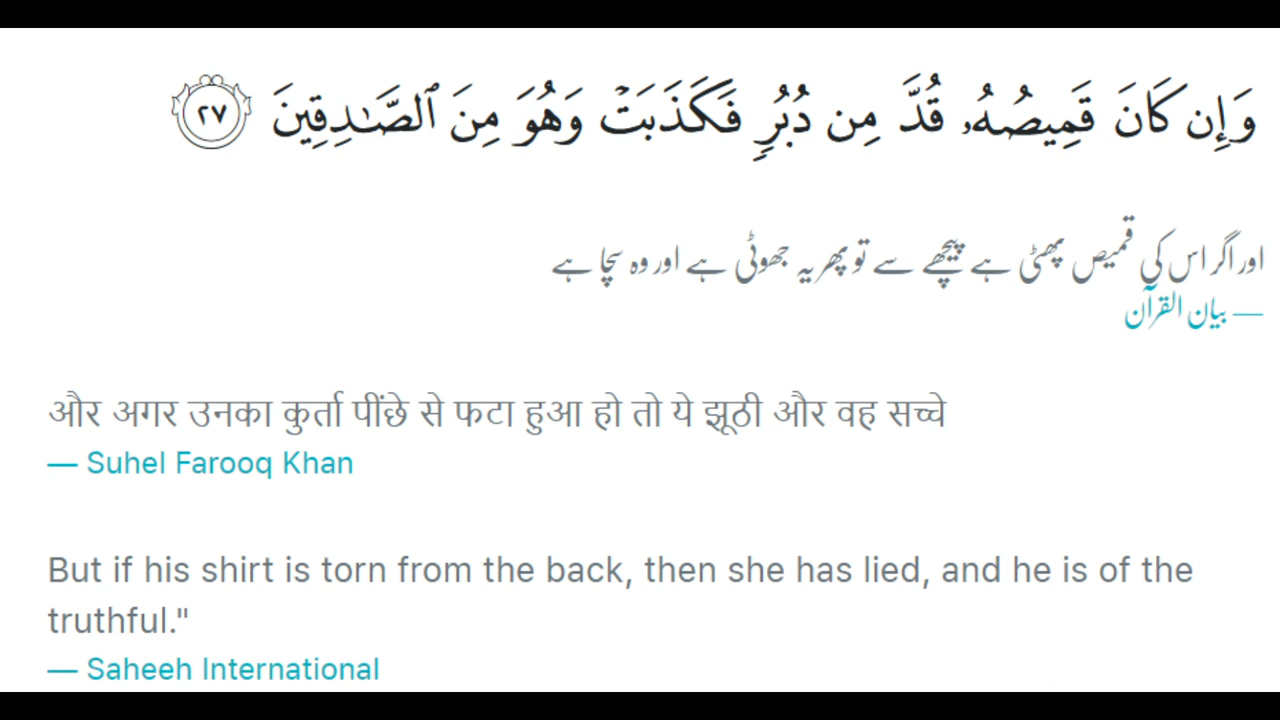 وَإِن كَانَ قَمِيصُهُۥ قُدَّ مِن دُبُرٍۢ فَكَذَبَتْ وَهُوَ مِنَ ٱلصَّـٰدِقِينَ ٢٧
اور اگر اس کی قمیص پھٹی ہے پیچھے سے تو پھر یہ جھوٹی ہے اور وہ سچا ہے
— بیان القرآن
और अगर उनका कुर्ता पींछे से फटा हुआ हो तो ये झूठी और वह सच्चे
— Suhel Farooq Khan
But if his shirt is torn from the back, then she has lied, and he is of the
truthful."
— Saheeh International